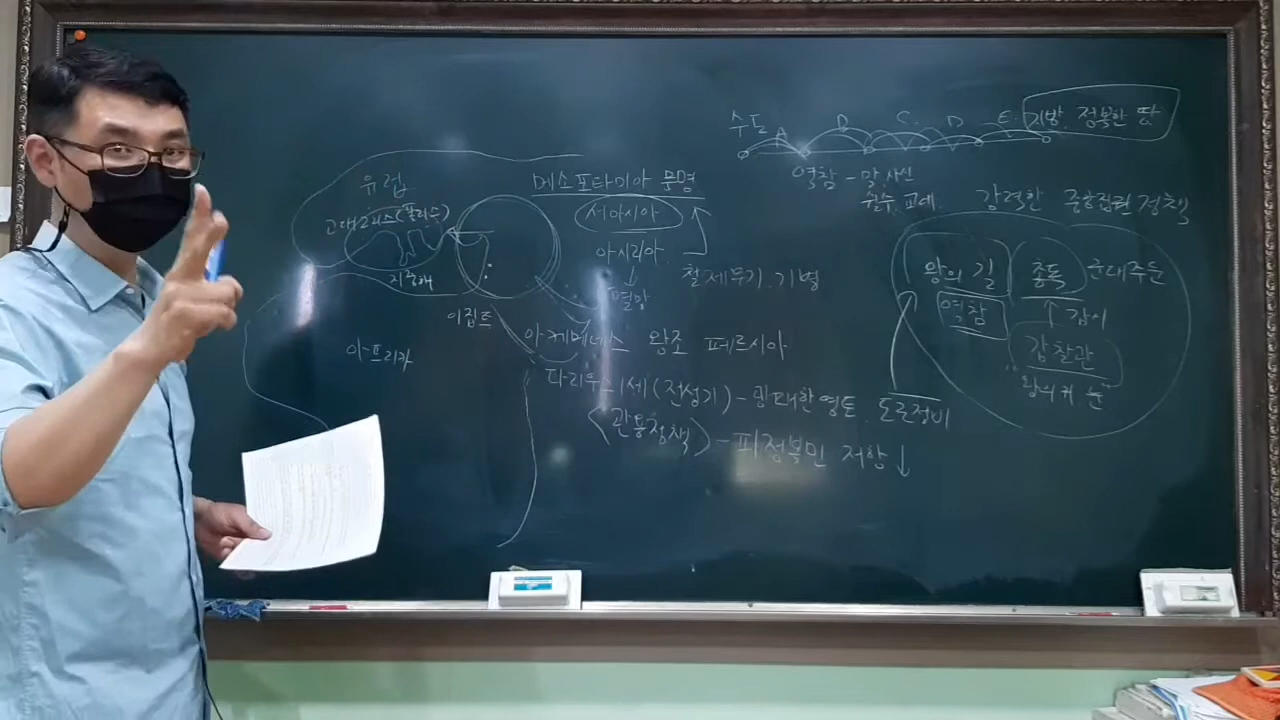 수도 A B C D E 지방 정복한 땅
역참 - 말, 사신
필수 교체
강력한 중앙집권정책
왕의 길 총독 군대주둔
역참 ↑ 감시
감찰관
"왕의 귀 눈"
메소포타미아 문명
서아시아
아시리아
철제무기. 기병
↓
멸망
유럽
고대그리스(폴리스)
지중해
이집트
아프리카
아케메네스 왕조 페르시아
다리우스1세(전성기) - 광대한영토. 도로정비
<관용정책> - 피정복민 저항↓